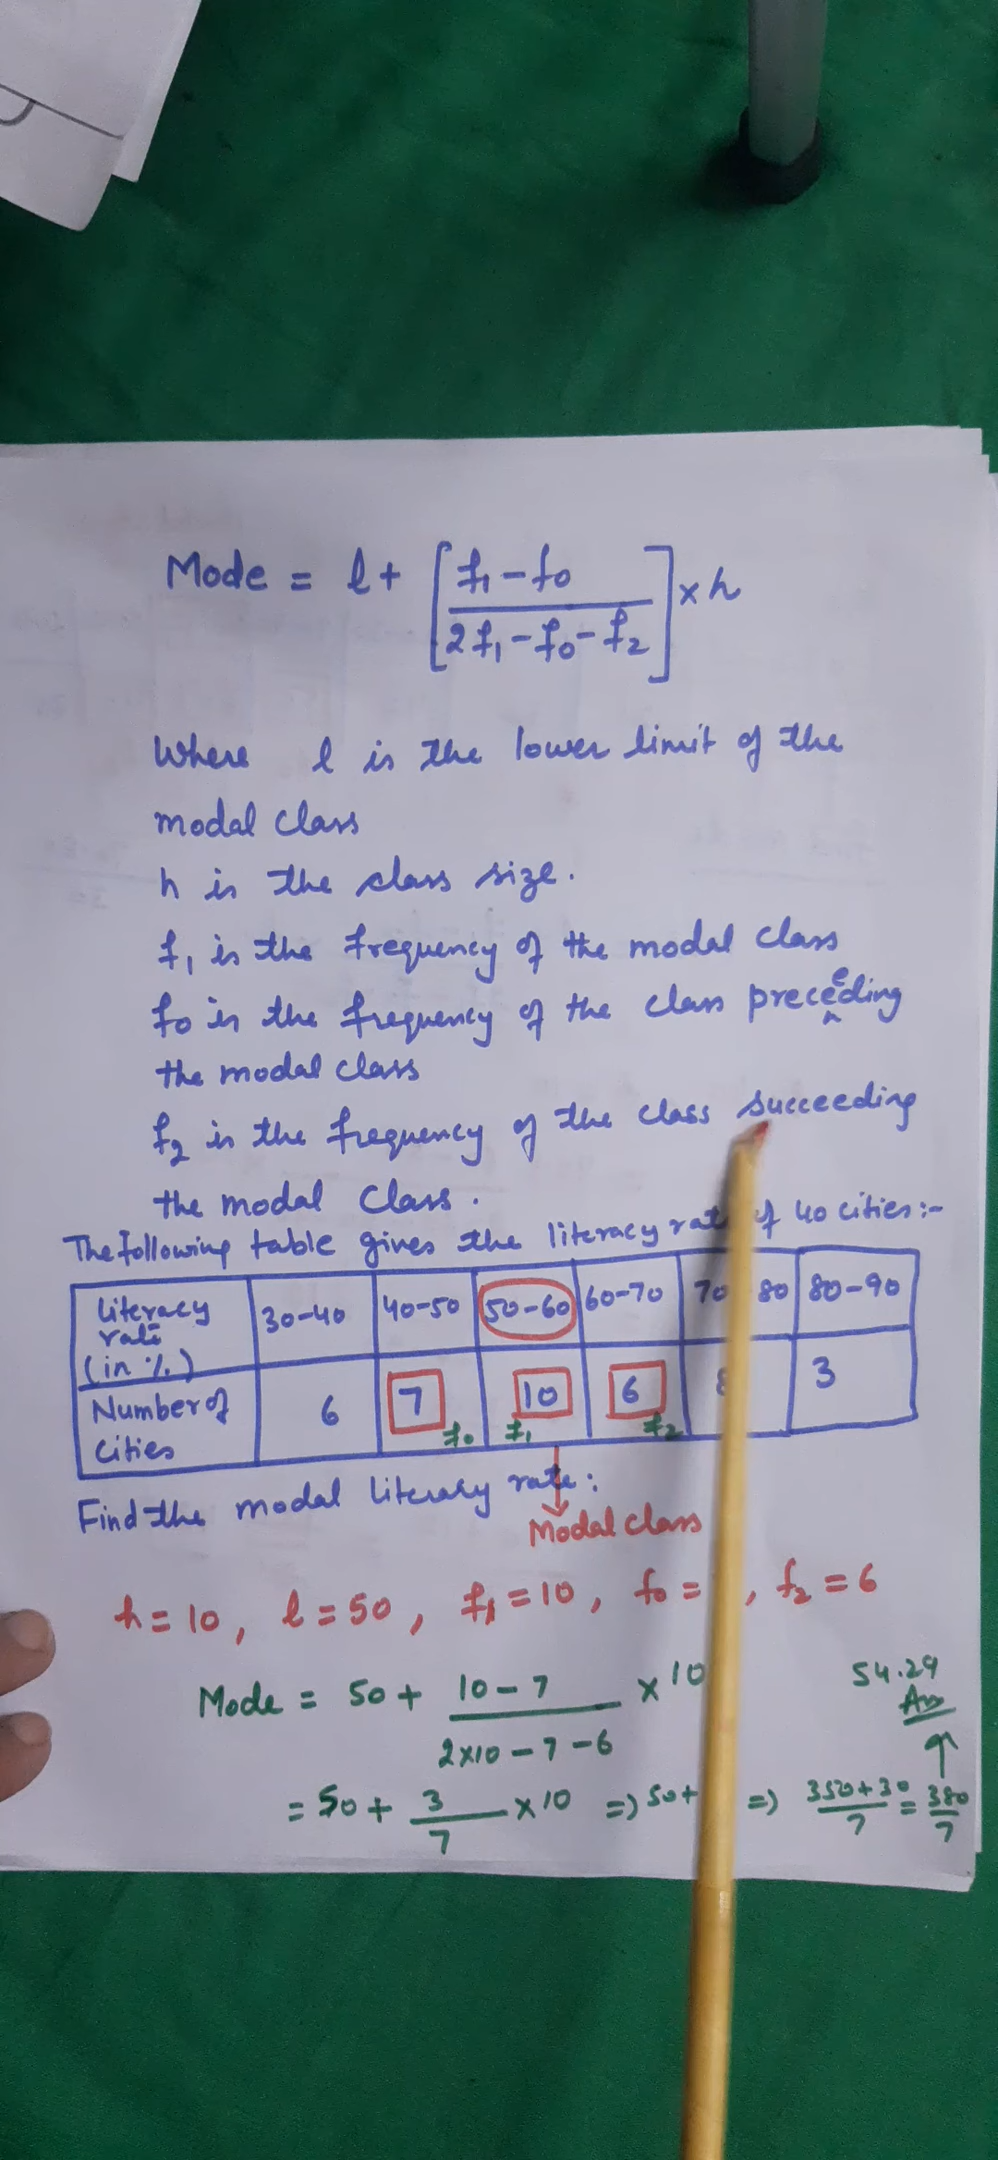 Mode = l + [ f1 - f0 / 2f1 - f0 - f2 ] × h
Where l is the lower limit of the
modal class
h is the class size.
f1 is the frequency of the modal class
f0 is the frequency of the class preceding
the modal class
f2 is the frequency of the class succeeding
the modal class.
The following table gives the literacy rate of 40 cities :-
Literacy rate (in %.) 30-40 40-50 50-60 60-70 70 80 80-90
Number of cities 6 7 f0 10 f1 6 f2 3
Find the modal literacy rate :
Modal class
h = 10, l = 50, f1 = 10, f0 = , f2 = 6
Mode = 50 + 10 - 7 / 2×10 - 7 - 6 × 10
54.29
Ans
= 50 + 3/7 × 10 => 50 + => 350+30/7 = 380/7